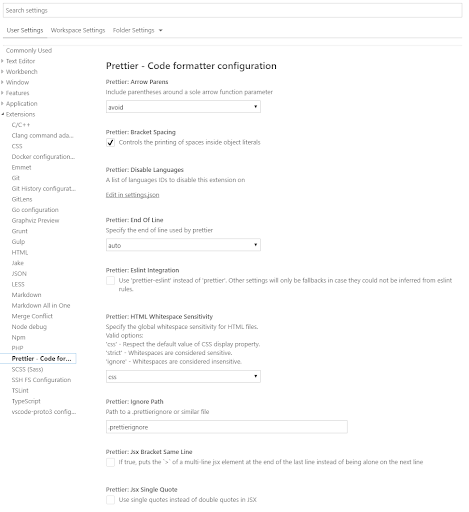 Search settings
User Settings Workspace Settings Folder Settings
Commonly Used
Text Editor
Workbench
Window
Features
Application
Extensions
C/C++
Clang command ada...
CSS
Docker configuration...
Emmet
Git
Git History configurat...
GitLens
Go configuration
Graphviz Preview
Grunt
Gulp
HTML
Jake
JSON
LESS
Markdown
Markdown All in One
Merge Conflict
Node debug
Npm
PHP
Prettier - Code for...
SCSS (Sass)
SSH FS Configuration
TSLint
TypeScript
vscode-proto3 config...
Prettier - Code formatter configuration
Prettier: Arrow Parens
Include parentheses around a sole arrow function parameter
avoid
Prettier: Bracket Spacing
Controls the printing of spaces inside object literals
Prettier: Disable Languages
A list of languages IDs to disable this extension on
Edit in settings.json
Prettier: End Of Line
Specify the end of line used by prettier
auto
Prettier: Eslint Integration
Use 'prettier-eslint' instead of 'prettier'. Other settings will only be fallbacks in case they could not be inferred from eslint
rules.
Prettier: HTML Whitespace Sensitivity
Specify the global whitespace sensitivity for HTML files.
Valid options:
'css' - Respect the default value of CSS display property.
'strict' - Whitespaces are considered sensitive.
'ignore' - Whitespaces are considered insensitive.
css
Prettier: Ignore Path
Path to a .prettierignore or similar file
.prettierignore
Prettier: Jsx Bracket Same Line
If true, puts the `>` of a multi-line jsx element at the end of the last line instead of being alone on the next line
Prettier: Jsx Single Quote
Use single quotes instead of double quotes in JSX